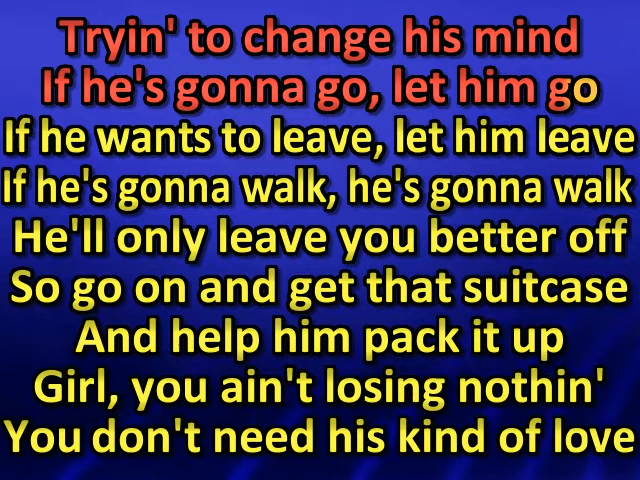 Tryin' to change his mind
If he's gonna go, let him go
If he wants to leave, let him leave
If he's gonna walk, he's gonna walk
He'll only leave you better off
So go on and get that suitcase
And help him pack it up
Girl, you ain't losing nothin'
You don't need his kind of love